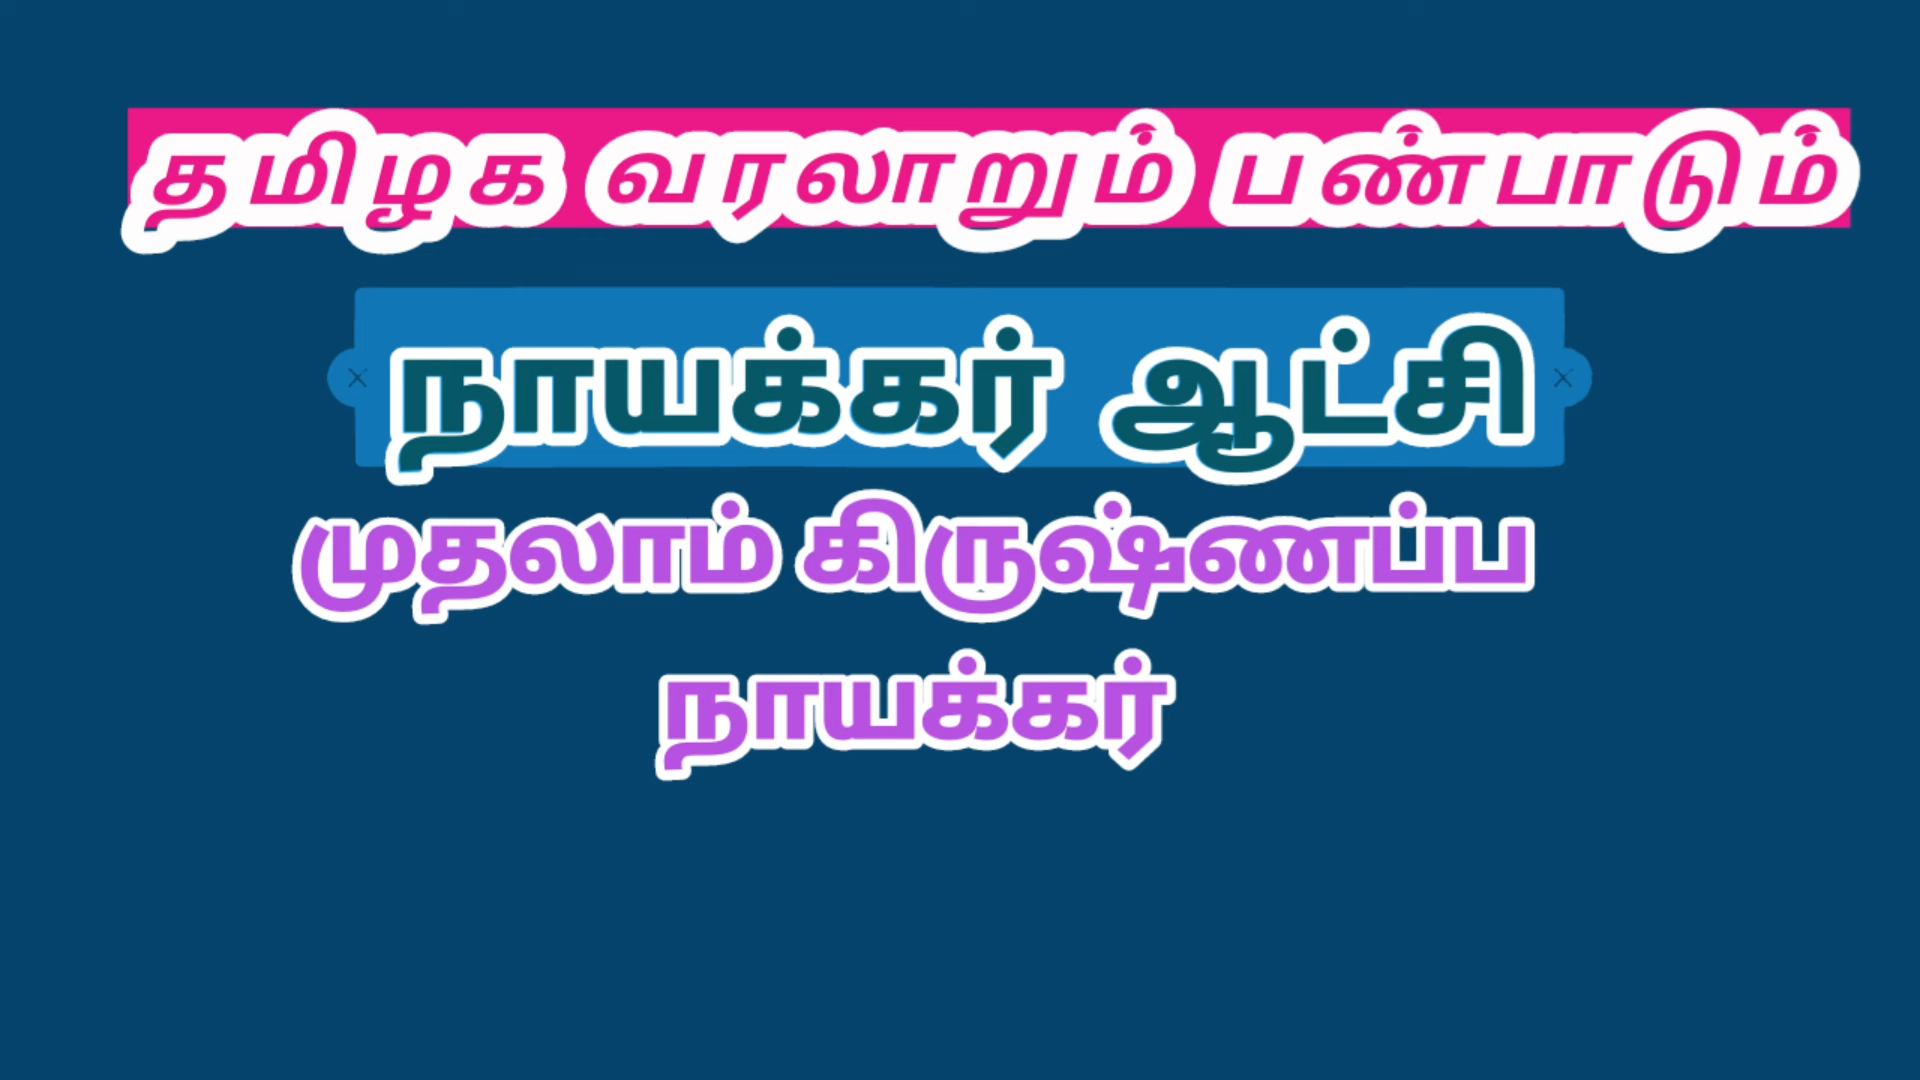 தமிழக வரலாறும் பண்பாடும்
நாயக்கர் ஆட்சி
முதலாம் கிருஷ்ணப்ப
நாயக்கர்